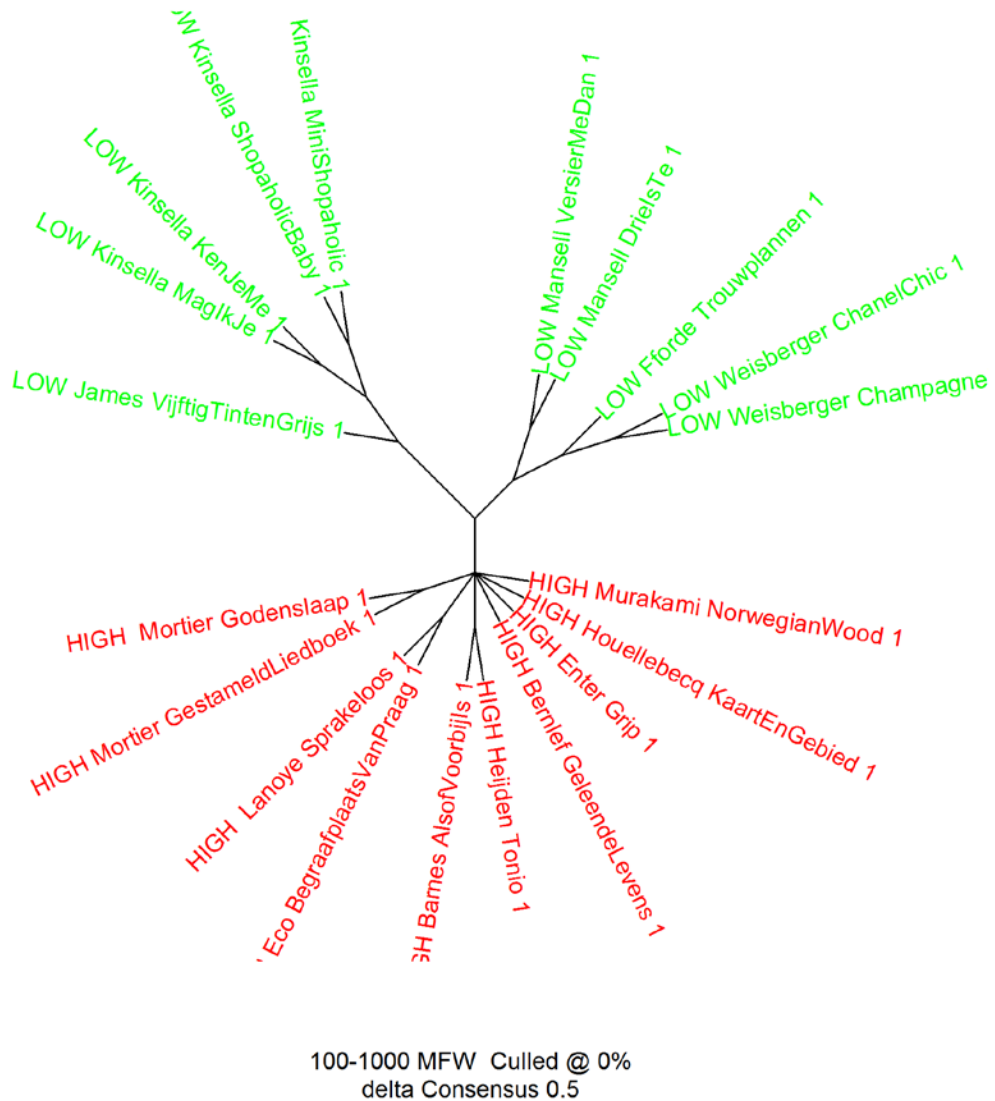 Kinsella ShopaholicBaby 1
Kinsella MiniShopaholic 1
LOW Kinsella KenJeMe 1
LOW Kinsella MagIkJe 1
LOW James VijftigTintenGrijs 1
LOW Mansell VersierMeDan 1
LOW Mansell DrieIsTe 1
LOW Fforde Trouwplannen 1
LOW Weisberger ChanelChic 1
LOW Weisberger Champagne
HIGH Mortier Godenslaap 1
HIGH Mortier GestameldLiedboek 1
HIGH Lanoye Sprakeloos 1
Eco BegraafplaatsVanPraag 1
GH Barnes AlsofVoorbijIs 1
HIGH Heijden Tonio 1
HIGH Bernlef GeleendeLevens 1
HIGH Enter Grip 1
HIGH Houellebecq KaartEnGebied 1
HIGH Murakami NorwegianWood 1
100-1000 MFW Culled @ 0%
delta Consensus 0.5